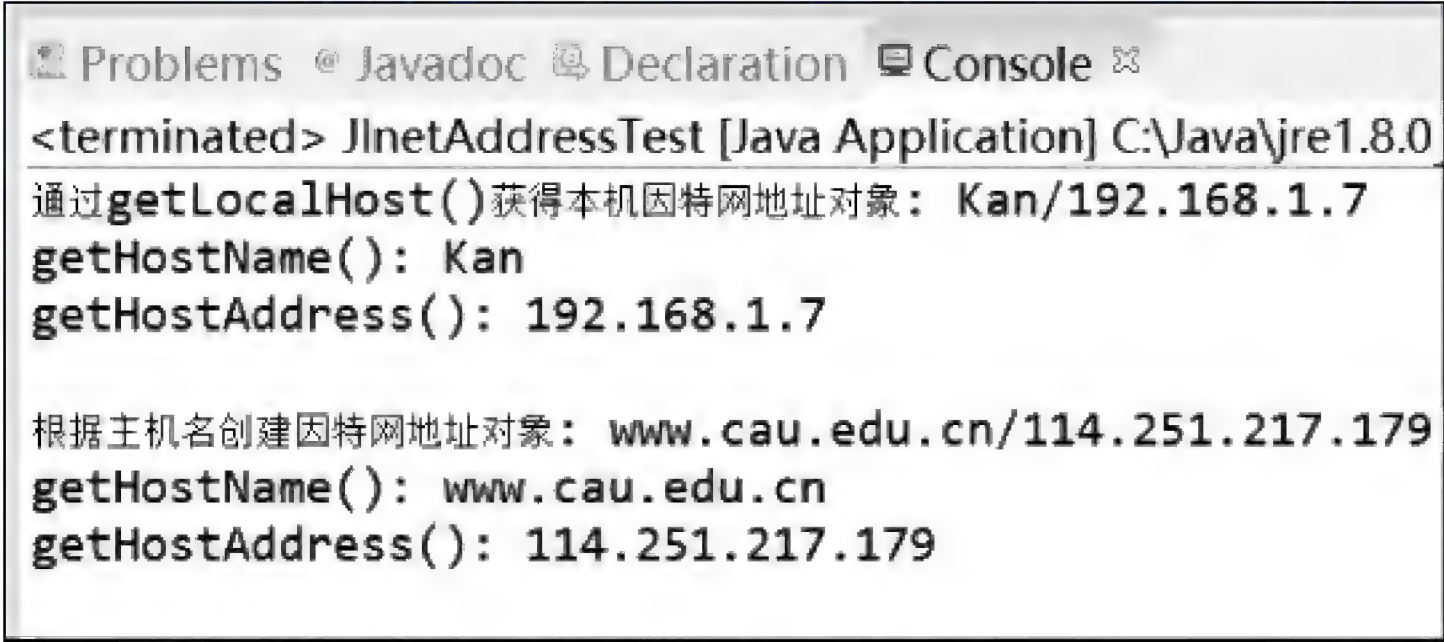 Problems @ Javadoc Declaration Console
<terminated> JInetAddressTest [Java Application] C:\Java\jre1.8.0_
通过getLocalHost()获得本机因特网地址对象: Kan/192.168.1.7
getHostName(): Kan
getHostAddress(): 192.168.1.7
根据主机名创建因特网地址对象: www.cau.edu.cn/114.251.217.179
getHostName(): www.cau.edu.cn
getHostAddress(): 114.251.217.179